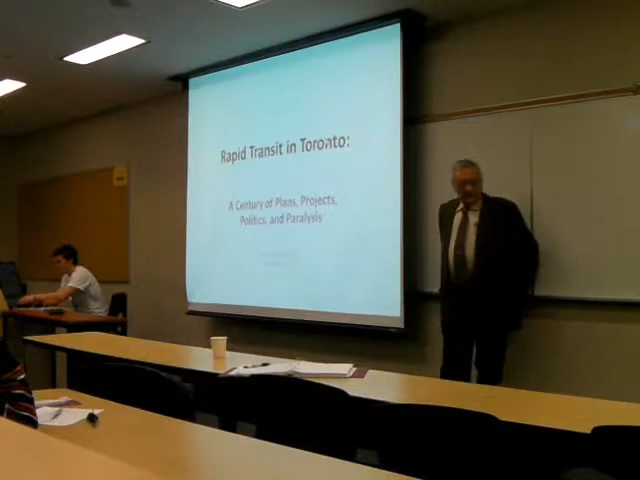 Rapid Transit in Toronto:
A Century of Plans, Projects,
Politics, and Paralysis